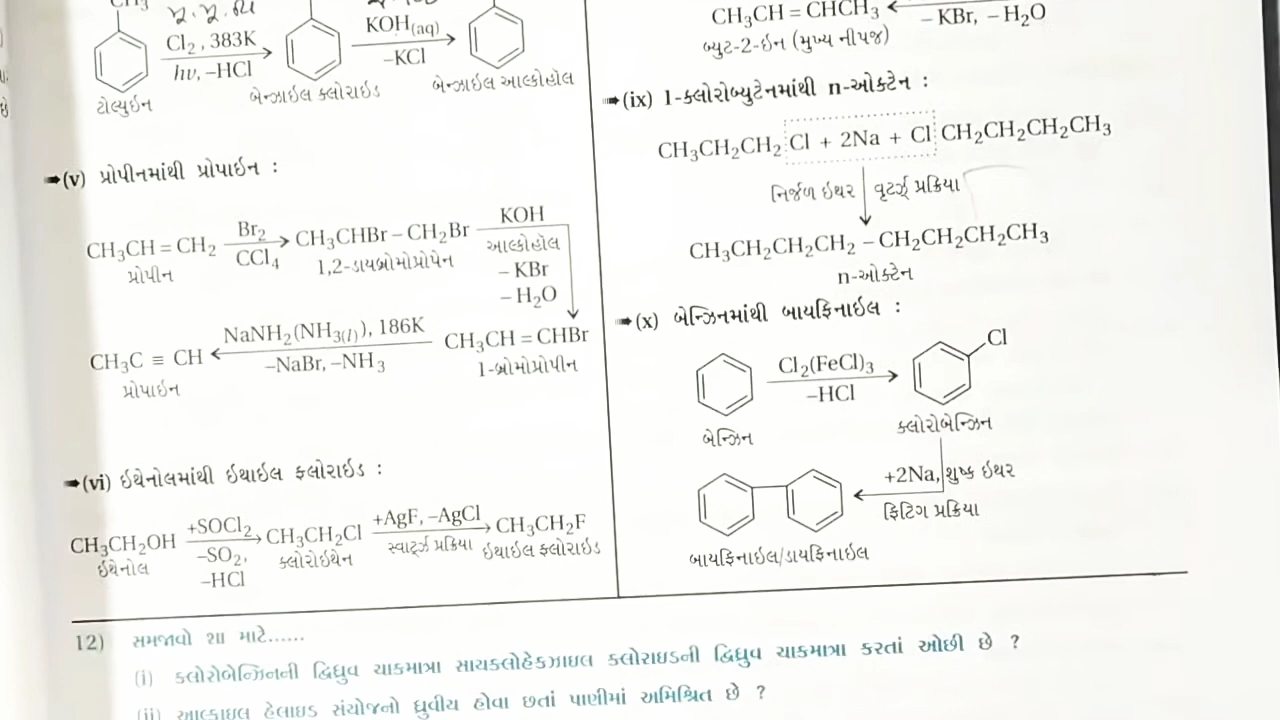 CH3
Cl2 , 383K
hν, –HCl
KOH(aq)
–KCl
ટોલ્યુઇન
બેન્ઝાઇલ ક્લોરાઇડ
બેન્ઝાઇલ આલ્કોહૉલ
➠(v) પ્રોપીનમાંથી પ્રોપાઇન :
CH3CH = CH2
Br2
CCl4
CH3CHBr – CH2Br
KOH
આલ્કોહૉલ
– KBr
– H2O
પ્રોપીન
1,2-ડાયબ્રોમોપ્રોપેન
CH3C ≡ CH
NaNH2(NH3(l)), 186K
–NaBr, –NH3
CH3CH = CHBr
પ્રોપાઇન
1-બ્રોમોપ્રોપીન
➠(vi) ઇથેનોલમાંથી ઇથાઇલ ફ્લોરાઇડ :
CH3CH2OH
+SOCl2
–SO2,
–HCl
CH3CH2Cl
+AgF, –AgCl
સ્વાર્ટ્ઝ પ્રક્રિયા
CH3CH2F
ઇથેનોલ
ક્લોરોઇથેન
ઇથાઇલ ફ્લોરાઇડ
CH3CH = CHCH3
– KBr, – H2O
બ્યુટ-2-ઇન (મુખ્ય નીપજ)
➠(ix) 1-ક્લોરોબ્યુટેનમાંથી n-ઓક્ટેન :
CH3CH2CH2 Cl + 2Na + Cl CH2CH2CH2CH3
નિર્જળ ઇથર
વૂર્ટ્ઝ પ્રક્રિયા
CH3CH2CH2CH2 – CH2CH2CH2CH3
n-ઓક્ટેન
➠(x) બેન્ઝિનમાંથી બાયફિનાઇલ :
Cl2(FeCl)3
–HCl
Cl
બેન્ઝિન
ક્લોરોબેન્ઝિન
+2Na, શુષ્ક ઇથર
ફિટિગ પ્રક્રિયા
બાયફિનાઇલ/ડાયફિનાઇલ
12) સમજાવો શા માટે......
(i) ક્લોરોબેન્ઝિનની દ્વિધ્રુવ ચાકમાત્રા સાયક્લોહેક્ઝાઇલ ક્લોરાઇડની દ્વિધ્રુવ ચાકમાત્રા કરતાં ઓછી છે ?
(ii) આલ્કાઇલ હેલાઇડ સંયોજનો ધ્રુવીય હોવા છતાં પાણીમાં અમિશ્રિત છે ?